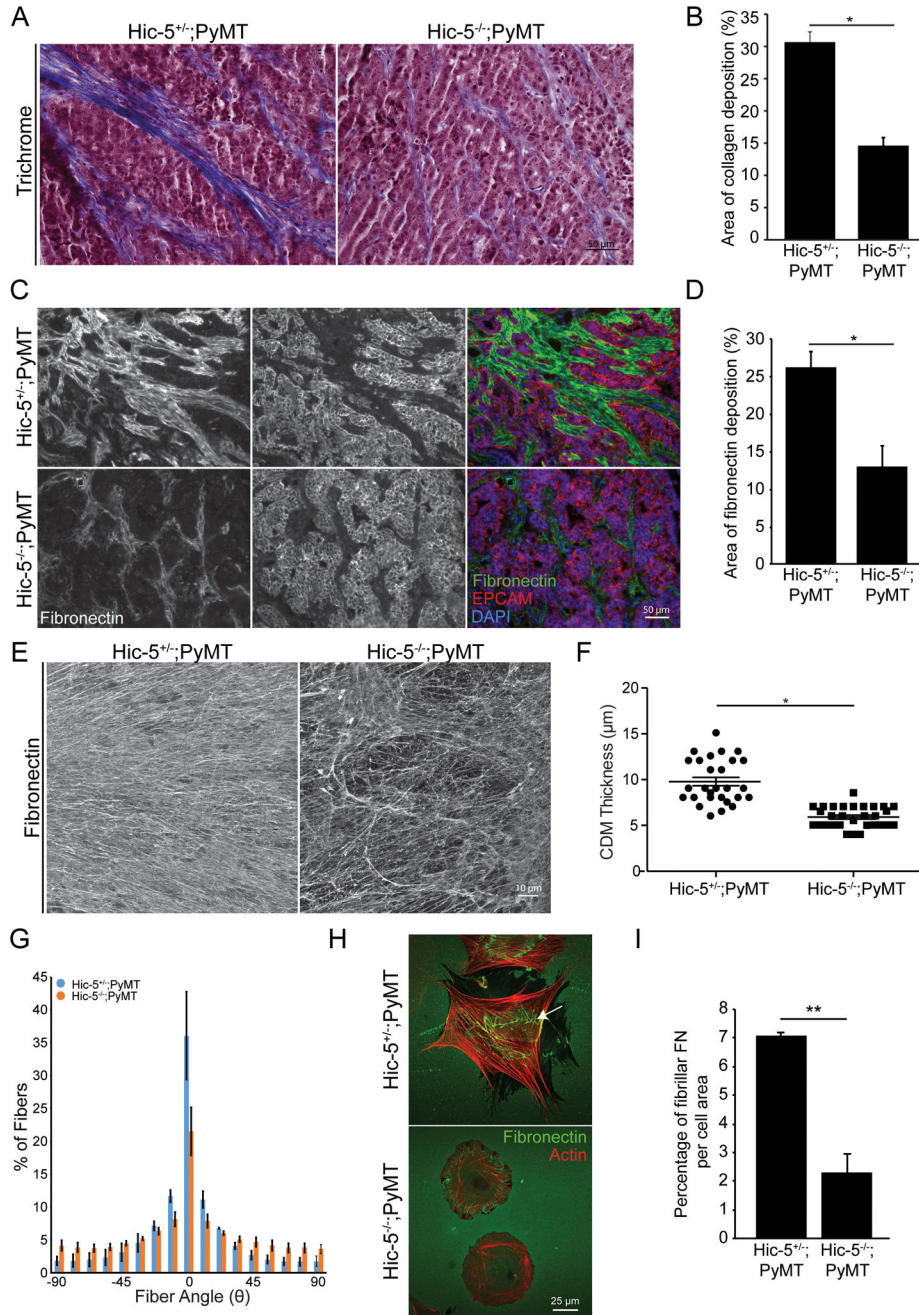 A
Hic-5+/-;PyMT
Hic-5-/-;PyMT
Trichrome
50 µm
B
Area of collagen deposition (%)
35
30
25
20
15
10
5
0
*
Hic-5+/-;
PyMT
Hic-5-/-;
PyMT
C
Hic-5+/-;PyMT
Hic-5-/-;PyMT
Fibronectin
Fibronectin
EPCAM
DAPI
50 µm
D
Area of fibronectin deposition (%)
30
25
20
15
10
5
0
*
Hic-5+/-;
PyMT
Hic-5-/-;
PyMT
E
Hic-5+/-;PyMT
Hic-5-/-;PyMT
Fibronectin
10 µm
F
CDM Thickness (µm)
20
15
10
5
0
*
Hic-5+/-;PyMT
Hic-5-/-;PyMT
G
Hic-5+/-;PyMT
Hic-5-/-;PyMT
% of Fibers
45
40
35
30
25
20
15
10
5
0
-90
-45
0
45
90
Fiber Angle (θ)
H
Hic-5+/-;PyMT
Hic-5-/-;PyMT
Fibronectin
Actin
25 µm
I
Percentage of fibrillar FN
per cell area
8
7
6
5
4
3
2
1
0
**
Hic-5+/-;
PyMT
Hic-5-/-;
PyMT